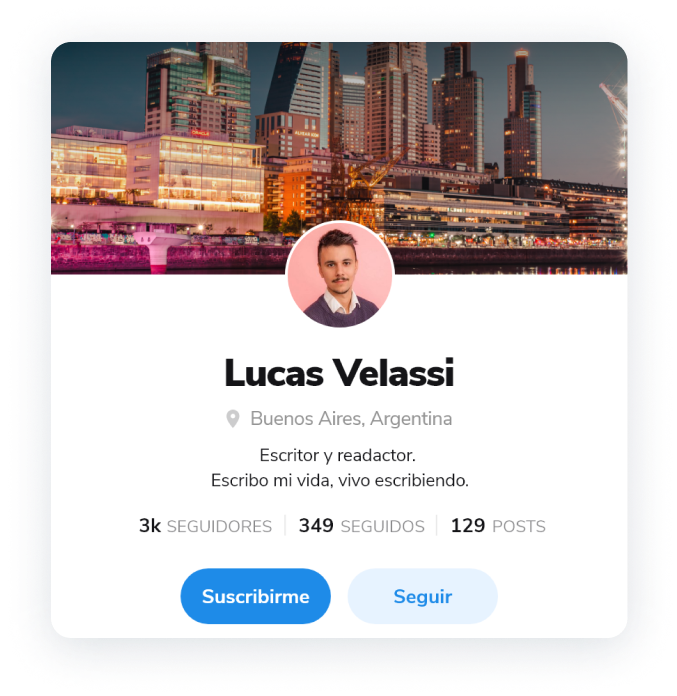 ORACLE
Lucas Velassi
Buenos Aires, Argentina
Escritor y readactor.
Escribo mi vida, vivo escribiendo.
3k SEGUIDORES 349 SEGUIDOS 129 POSTS
Suscribirme Seguir